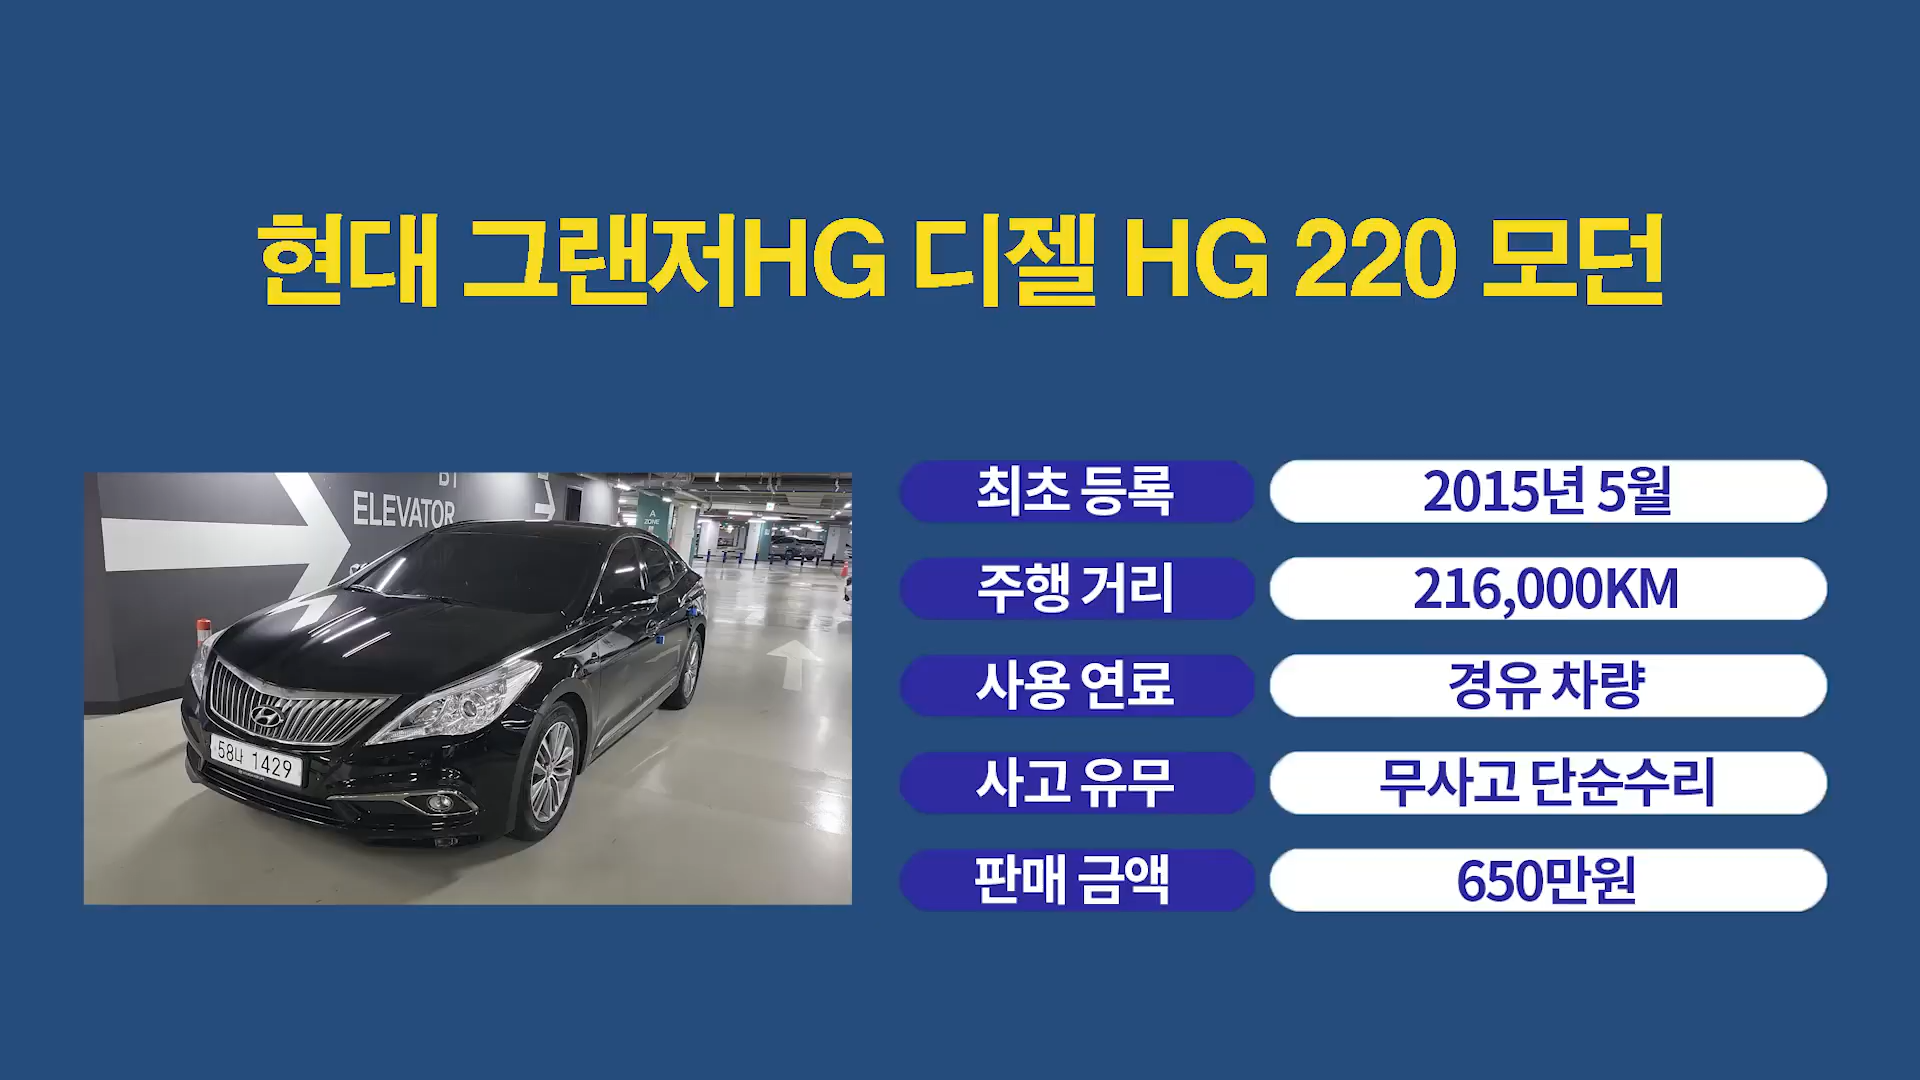 현대 그랜저HG 디젤 HG 220 모던
B1
ELEVATOR
A
ZONE
58나 1429
최초 등록 2015년 5월
주행 거리 216,000KM
사용 연료 경유 차량
사고 유무 무사고 단순수리
판매 금액 650만원